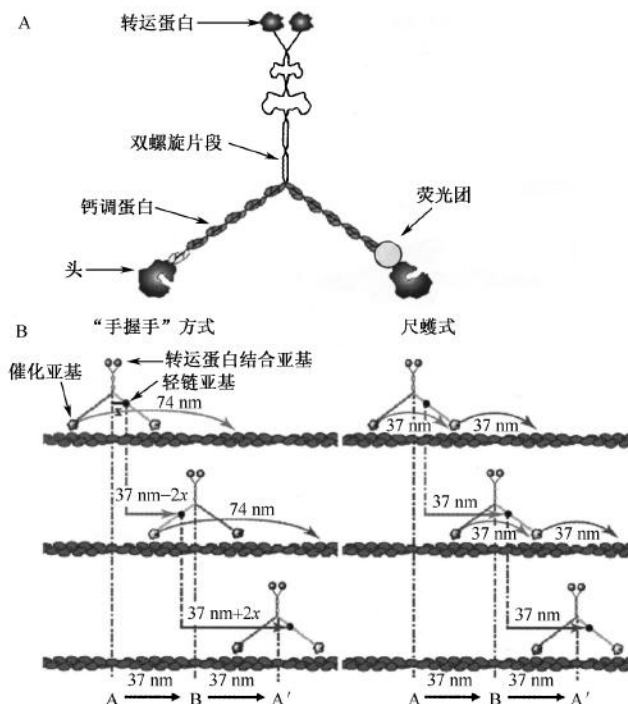 A
转运蛋白
双螺旋片段
钙调蛋白
荧光团
头
B
“手握手”方式
尺蠖式
转运蛋白结合亚基
催化亚基
轻链亚基
x
74 nm
37 nm
37 nm
37 nm−2x
37 nm
74 nm
37 nm
37 nm
37 nm+2x
37 nm
37 nm
37 nm
37 nm
37 nm
A
B
A′
A
B
A′